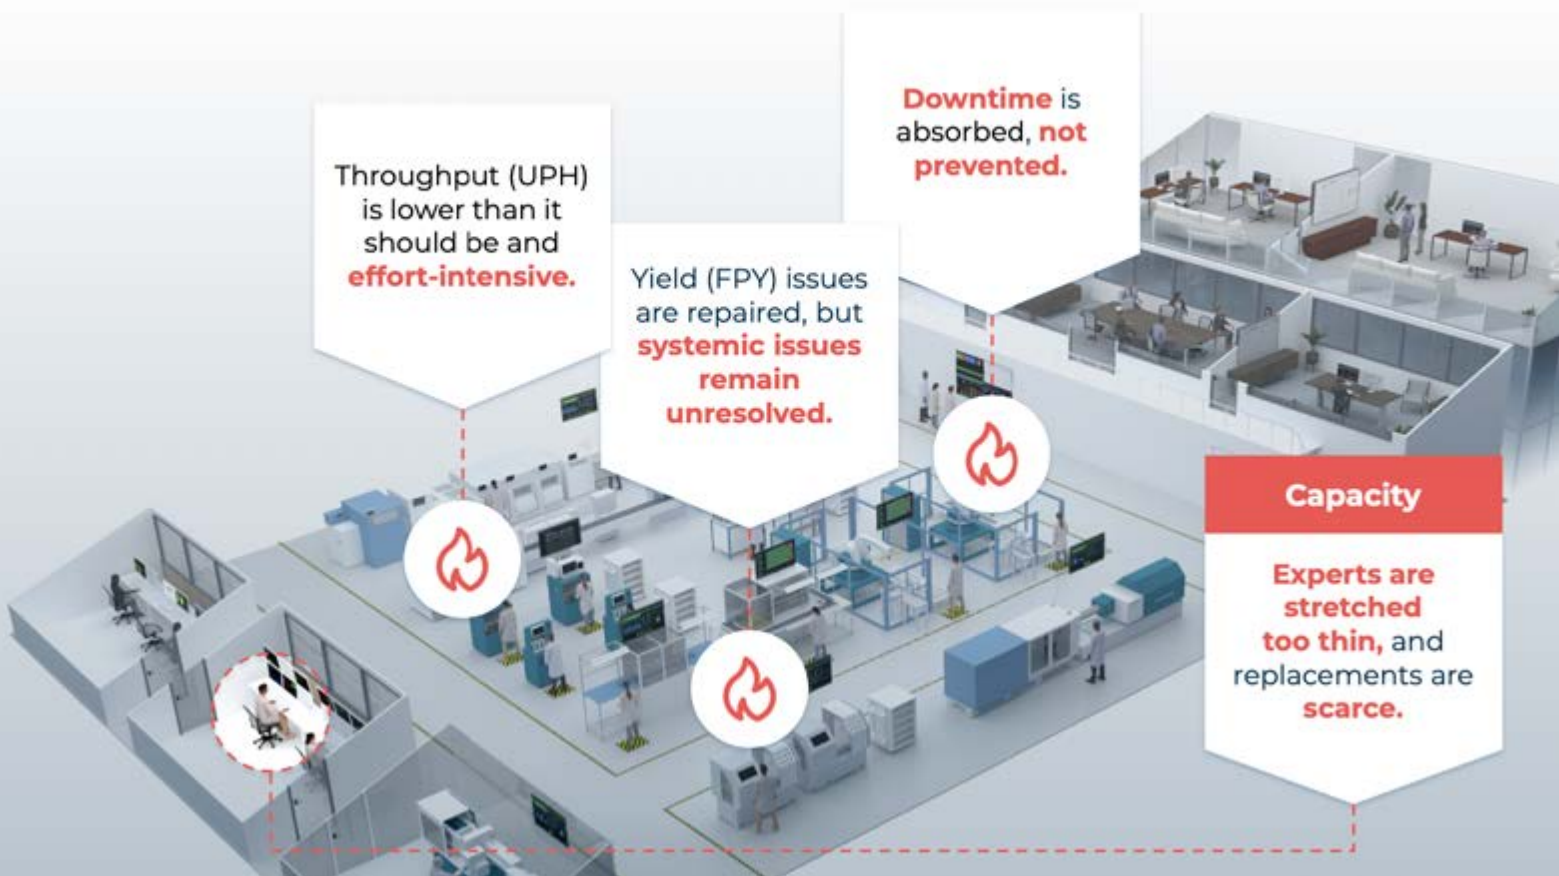 Throughput (UPH)
is lower than it
should be and
effort-intensive.
Yield (FPY) issues
are repaired, but
systemic issues
remain
unresolved.
Downtime is
absorbed, not
prevented.
Capacity
Experts are
stretched
too thin, and
replacements are
scarce.